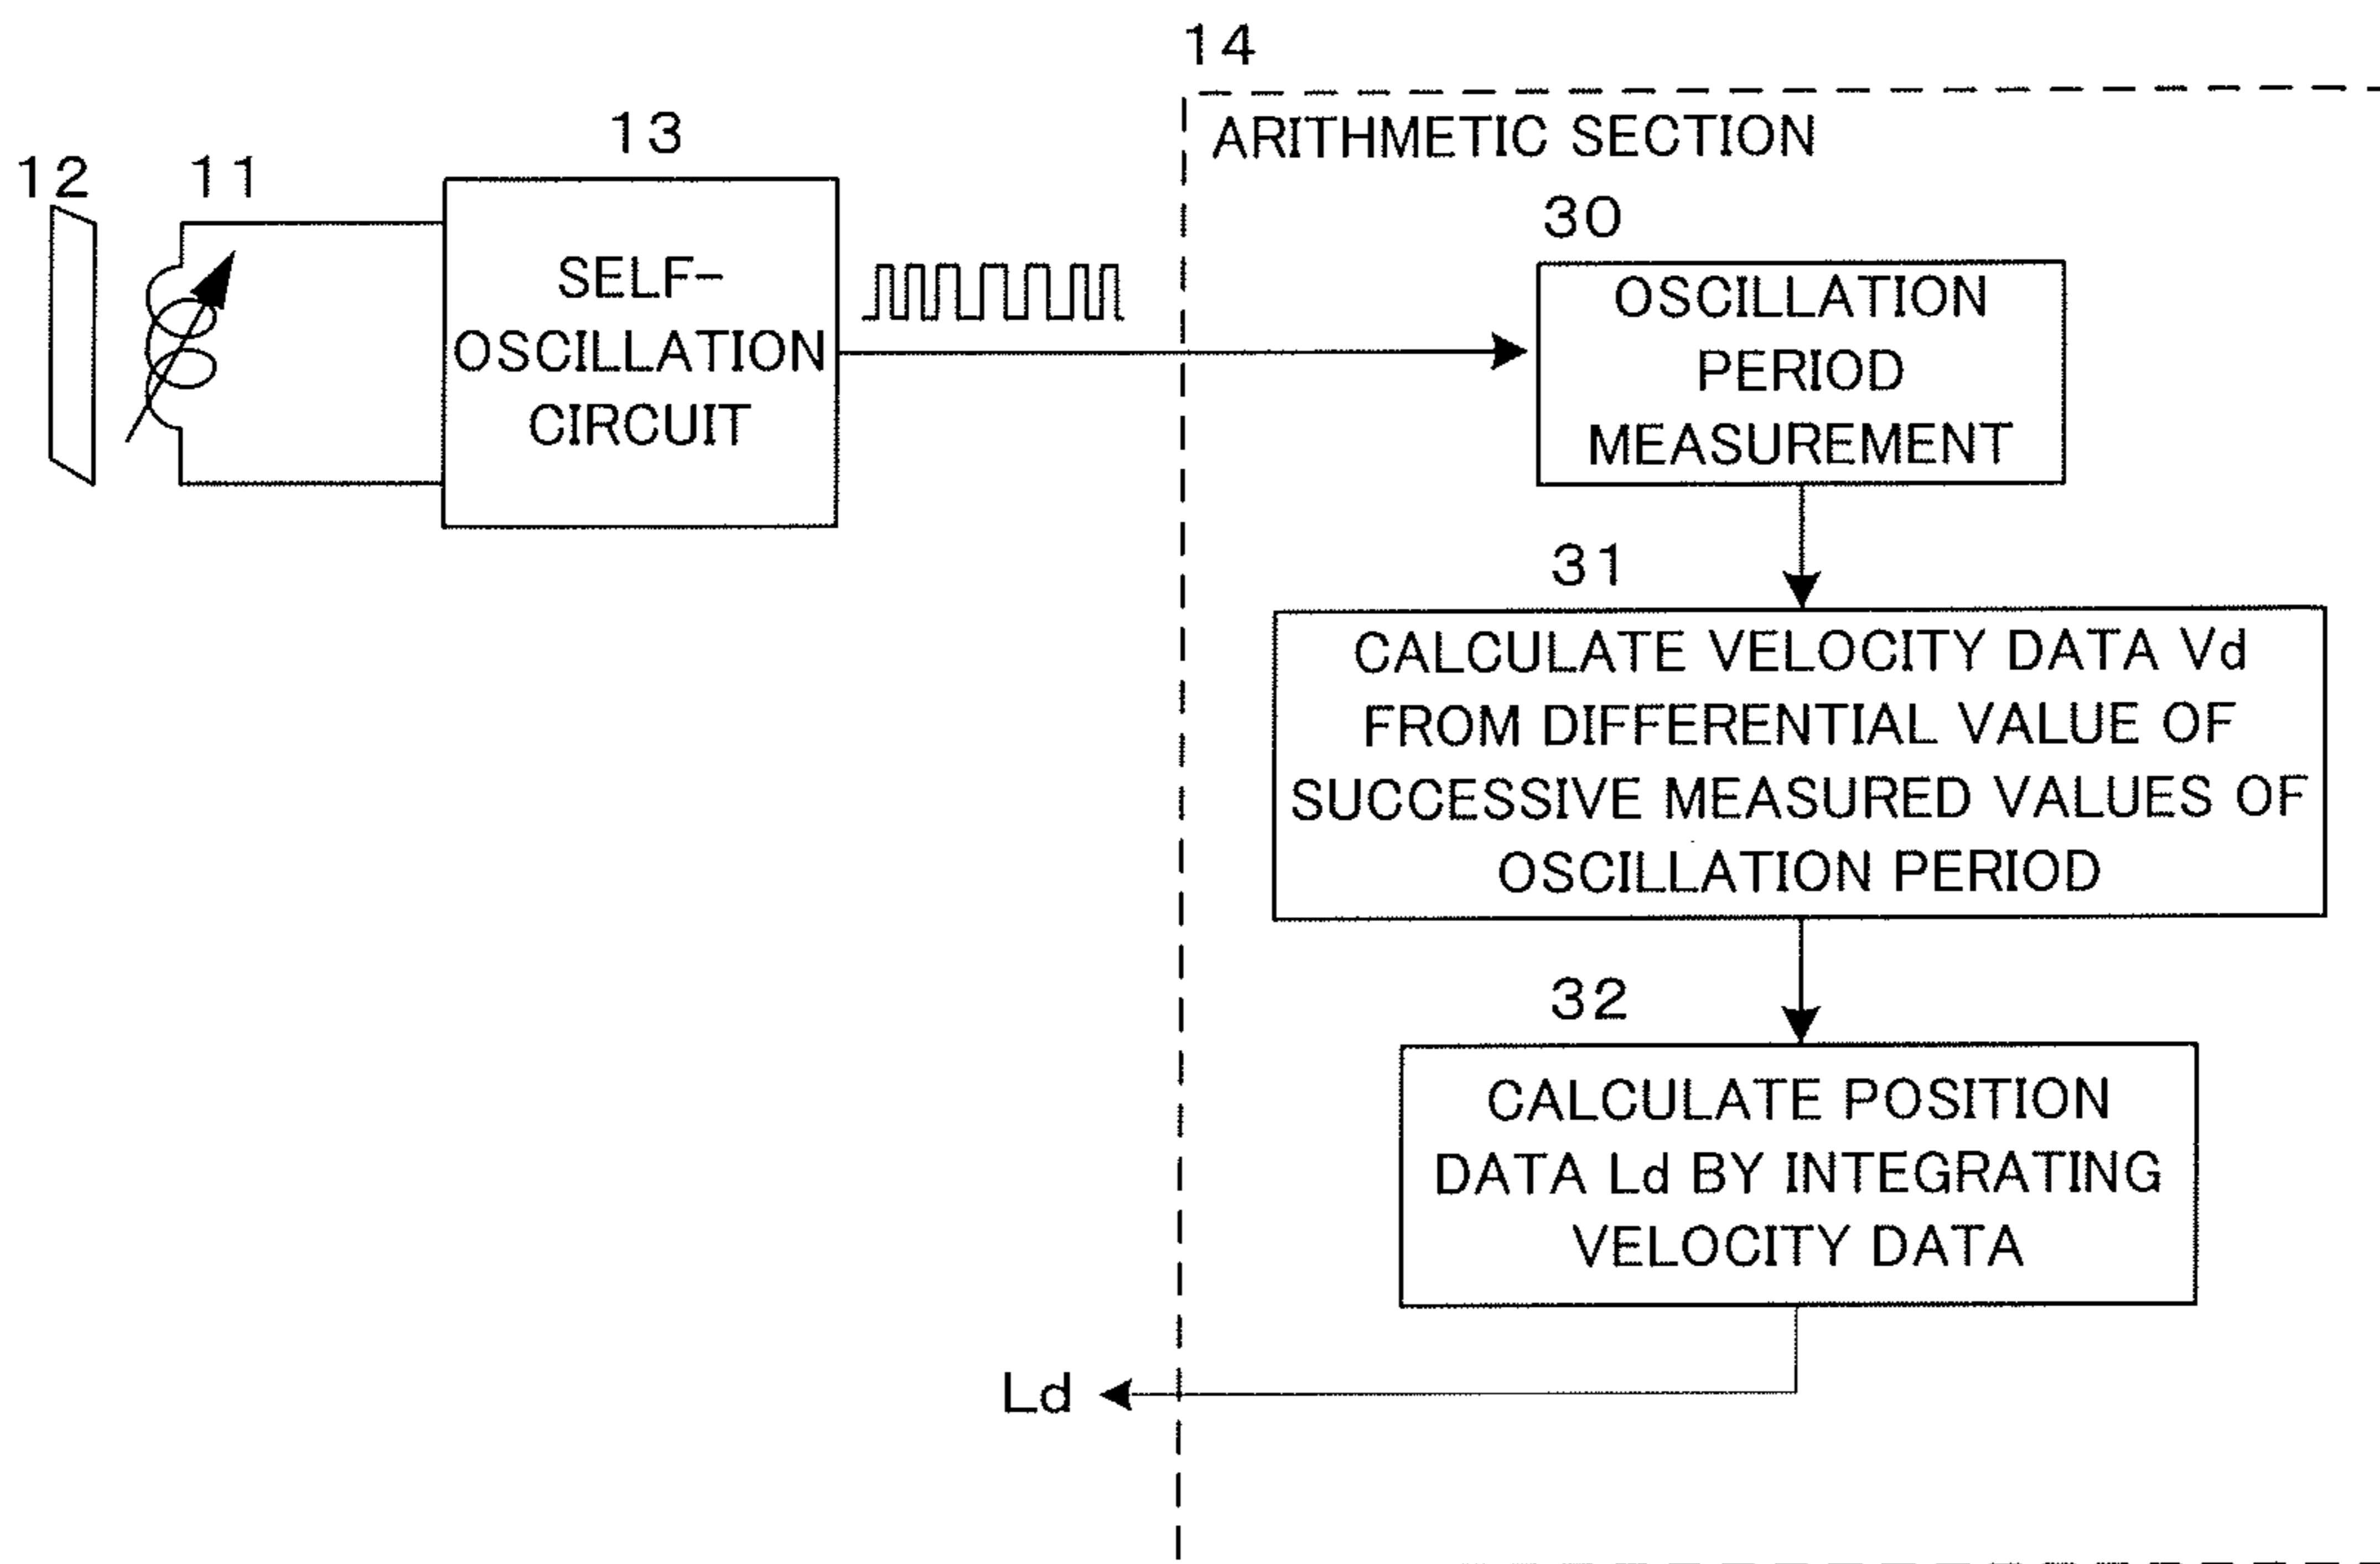 14
ARITHMETIC SECTION
13
12
11
SELF-
OSCILLATION
CIRCUIT
30
OSCILLATION
PERIOD
MEASUREMENT
31
CALCULATE VELOCITY DATA Vd
FROM DIFFERENTIAL VALUE OF
SUCCESSIVE MEASURED VALUES OF
OSCILLATION PERIOD
32
CALCULATE POSITION
DATA Ld BY INTEGRATING
VELOCITY DATA
Ld